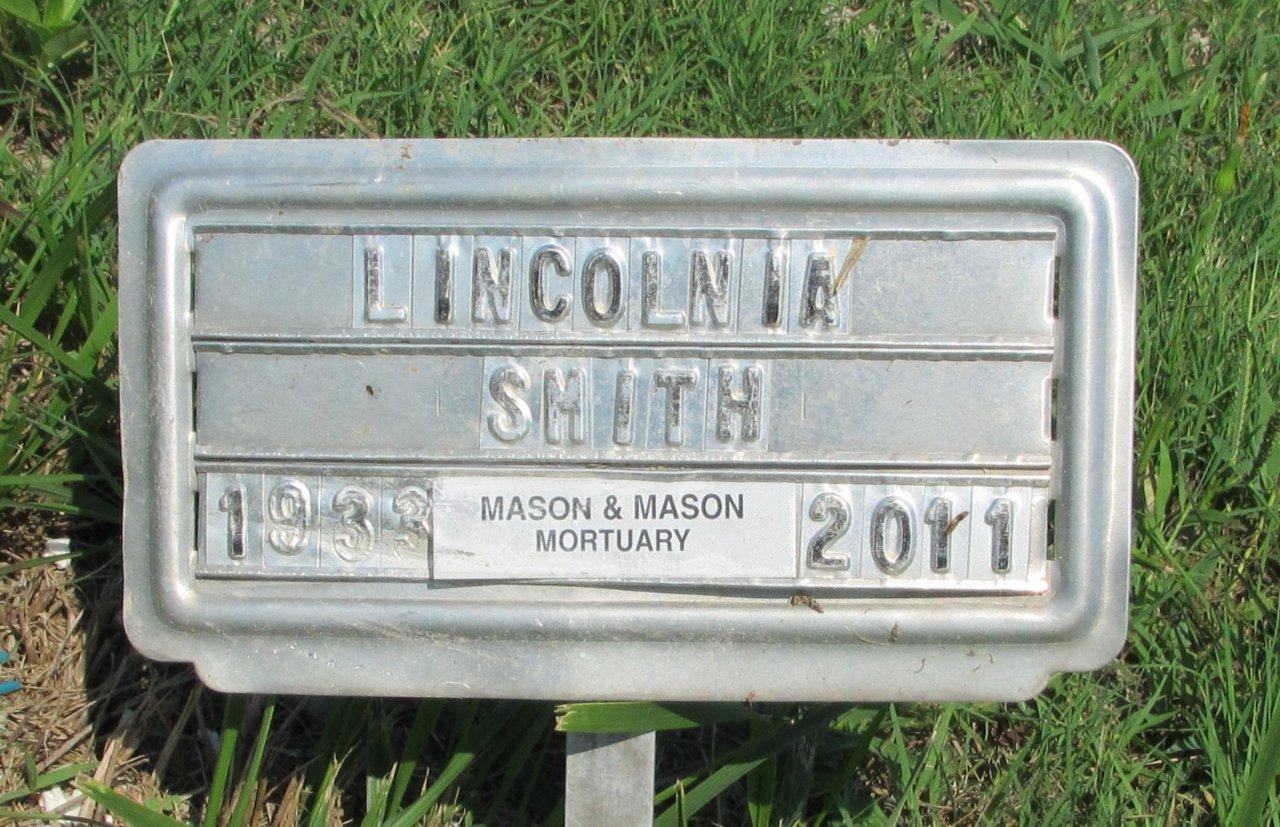 LINCOLNIA
SMITH
1933 MASON & MASON MORTUARY 2011